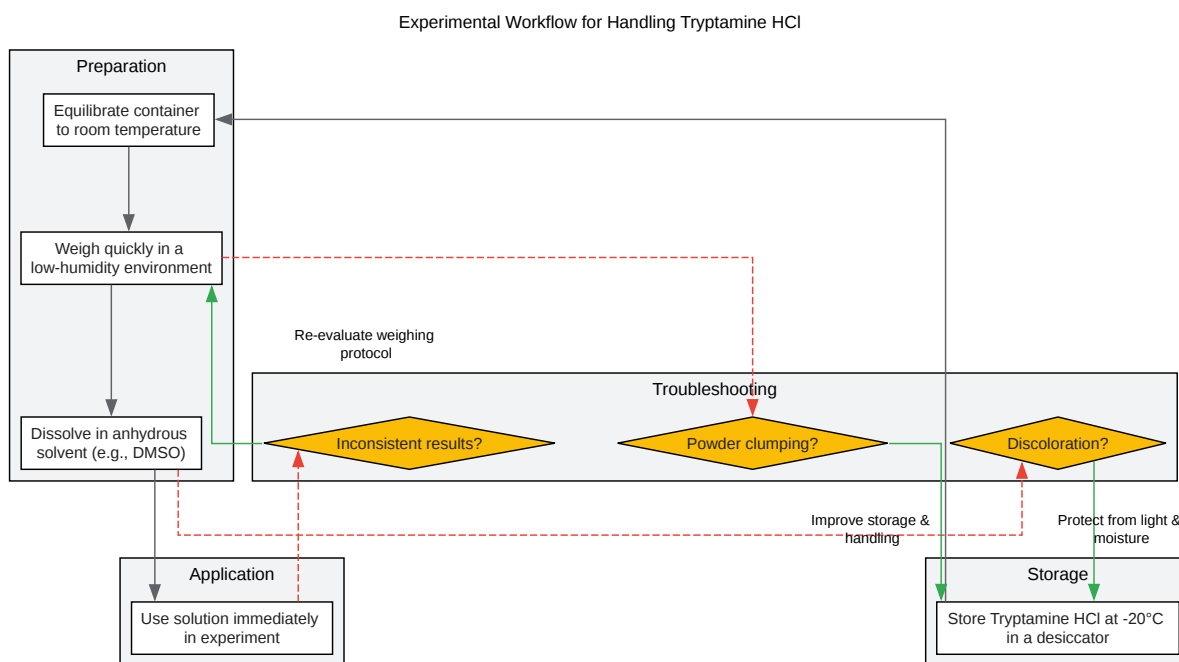 Experimental Workflow for Handling Tryptamine HCl
Preparation
Equilibrate container
to room temperature
Weigh quickly in a
low-humidity environment
Re-evaluate weighing
protocol
Troubleshooting
Dissolve in anhydrous
solvent (e.g., DMSO)
Inconsistent results?
Powder clumping?
Discoloration?
Improve storage &
handling
Protect from light &
moisture
Application
Use solution immediately
in experiment
Storage
Store Tryptamine HCl at -20°C
in a desiccator